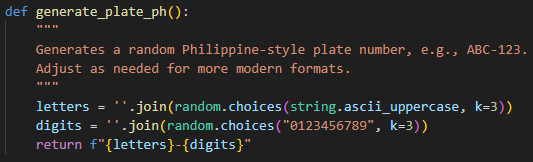 def generate_plate_ph():
    """
    Generates a random Philippine-style plate number, e.g., ABC-123.
    Adjust as needed for more modern formats.
    """
    letters = ''.join(random.choices(string.ascii_uppercase, k=3))
    digits = ''.join(random.choices("0123456789", k=3))
    return f"{letters}-{digits}"